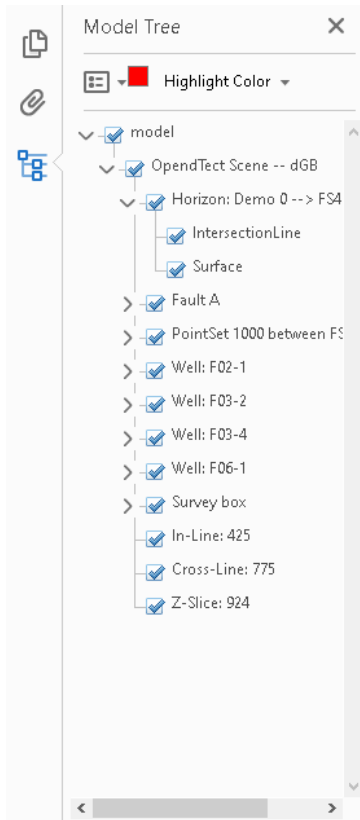 Model Tree
Highlight Color
model
OpendTect Scene -- dGB
Horizon: Demo 0 --> FS4
IntersectionLine
Surface
Fault A
PointSet 1000 between FS
Well: F02-1
Well: F03-2
Well: F03-4
Well: F06-1
Survey box
In-Line: 425
Cross-Line: 775
Z-Slice: 924